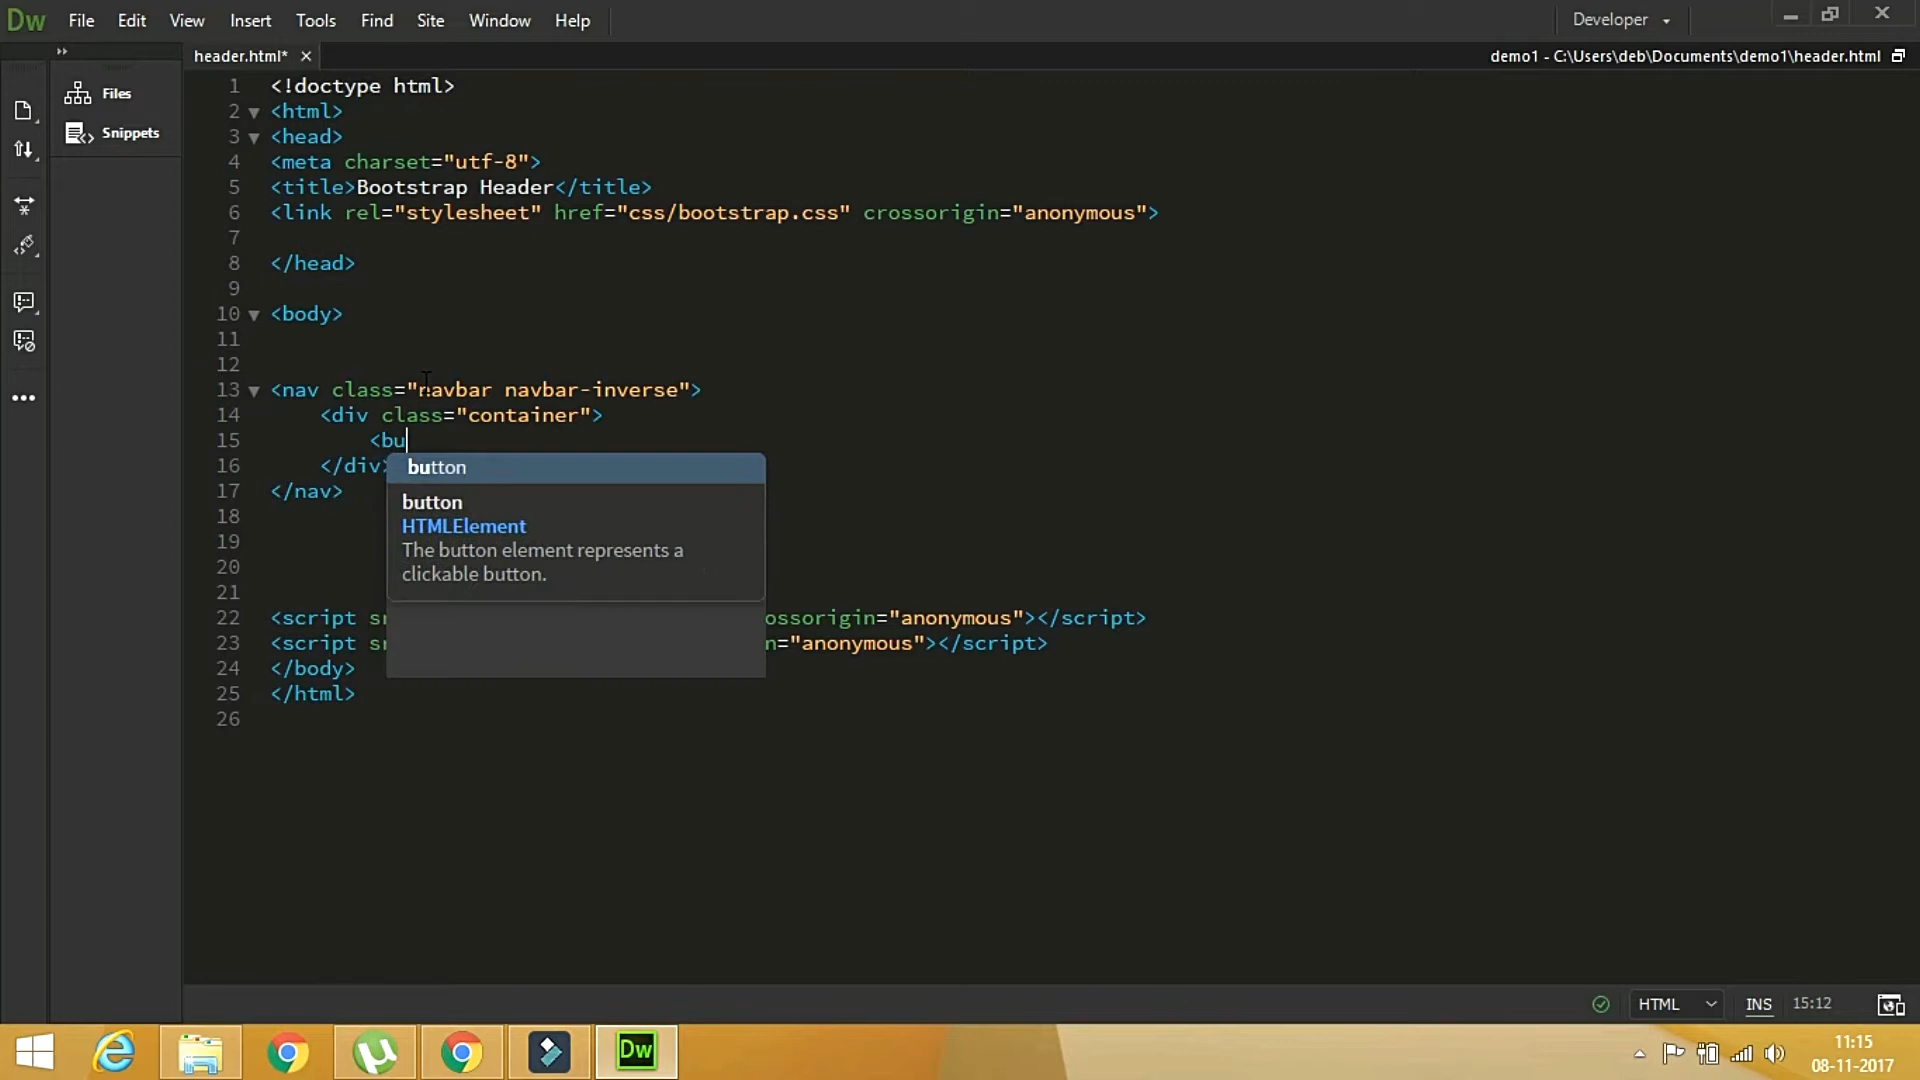 Dw File Edit View Insert Tools Find Site Window Help Developer
header.html* demo1 - C:\Users\deb\Documents\demo1\header.html
Files
Snippets
1 <!doctype html>
2 <html>
3 <head>
4 <meta charset="utf-8">
5 <title>Bootstrap Header</title>
6 <link rel="stylesheet" href="css/bootstrap.css" crossorigin="anonymous">
7
8 </head>
9
10 <body>
11
12
13 <nav class="navbar navbar-inverse">
14 <div class="container">
15 <bu
16 </div>
button
17 </nav>
button
HTMLElement
The button element represents a
clickable button.
18
19
20
21
22 <script sr ossorigin="anonymous"></script>
23 <script sr n="anonymous"></script>
24 </body>
25 </html>
26
HTML INS 15:12
Dw
11:15
08-11-2017